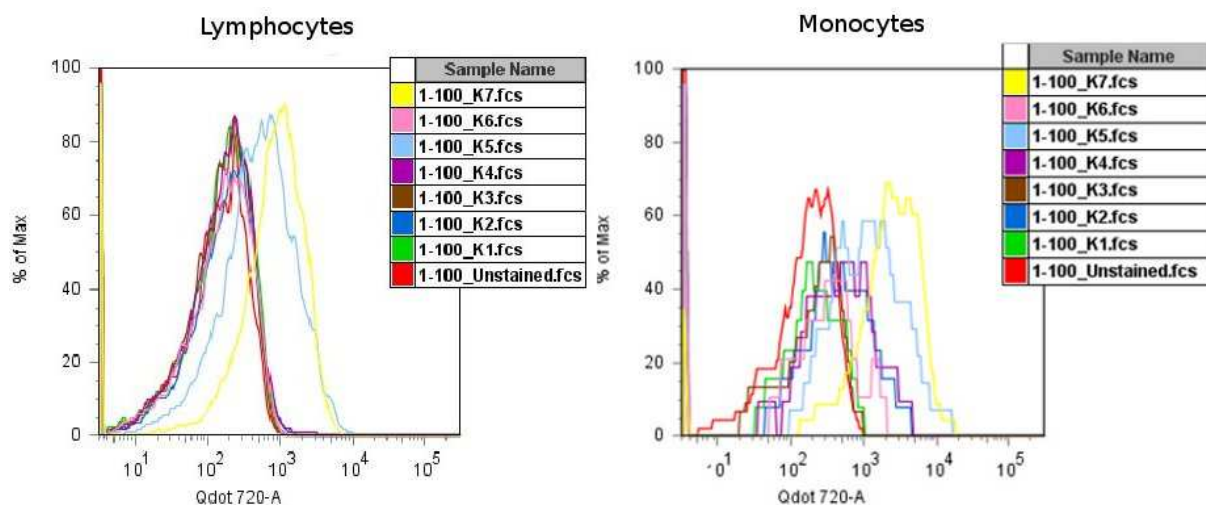 Lymphocytes
Sample Name
1-100_K7.fcs
1-100_K6.fcs
1-100_K5.fcs
1-100_K4.fcs
1-100_K3.fcs
1-100_K2.fcs
1-100_K1.fcs
1-100_Unstained.fcs
% of Max
100
80
60
40
20
0
10^1 10^2 10^3 10^4 10^5
Qdot 720-A
Monocytes
Sample Name
1-100_K7.fcs
1-100_K6.fcs
1-100_K5.fcs
1-100_K4.fcs
1-100_K3.fcs
1-100_K2.fcs
1-100_K1.fcs
1-100_Unstained.fcs
% of Max
100
80
60
40
20
0
10^1 10^2 10^3 10^4 10^5
Qdot 720-A